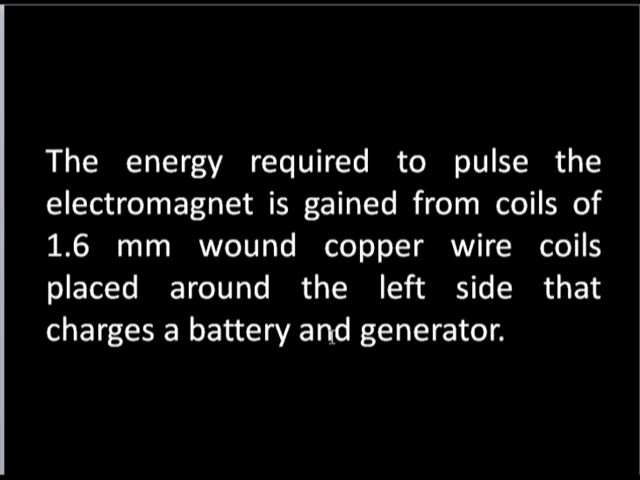 The energy required to pulse the
electromagnet is gained from coils of
1.6 mm wound copper wire coils
placed around the left side that
charges a battery and generator.